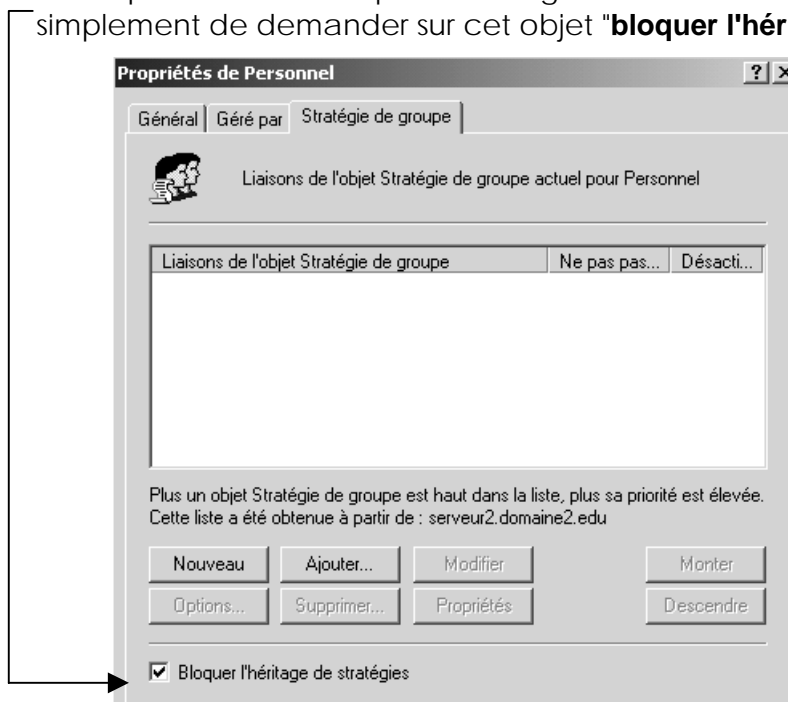 simplement de demander sur cet objet "bloquer l'hér
Propriétés de Personnel
Général Géré par Stratégie de groupe
Liaisons de l'objet Stratégie de groupe actuel pour Personnel
Liaisons de l'objet Stratégie de groupe Ne pas pas... Désacti...
Plus un objet Stratégie de groupe est haut dans la liste, plus sa priorité est élevée.
Cette liste a été obtenue à partir de : serveur2.domaine2.edu
Nouveau Ajouter... Modifier Monter
Options... Supprimer... Propriétés Descendre
Bloquer l'héritage de stratégies